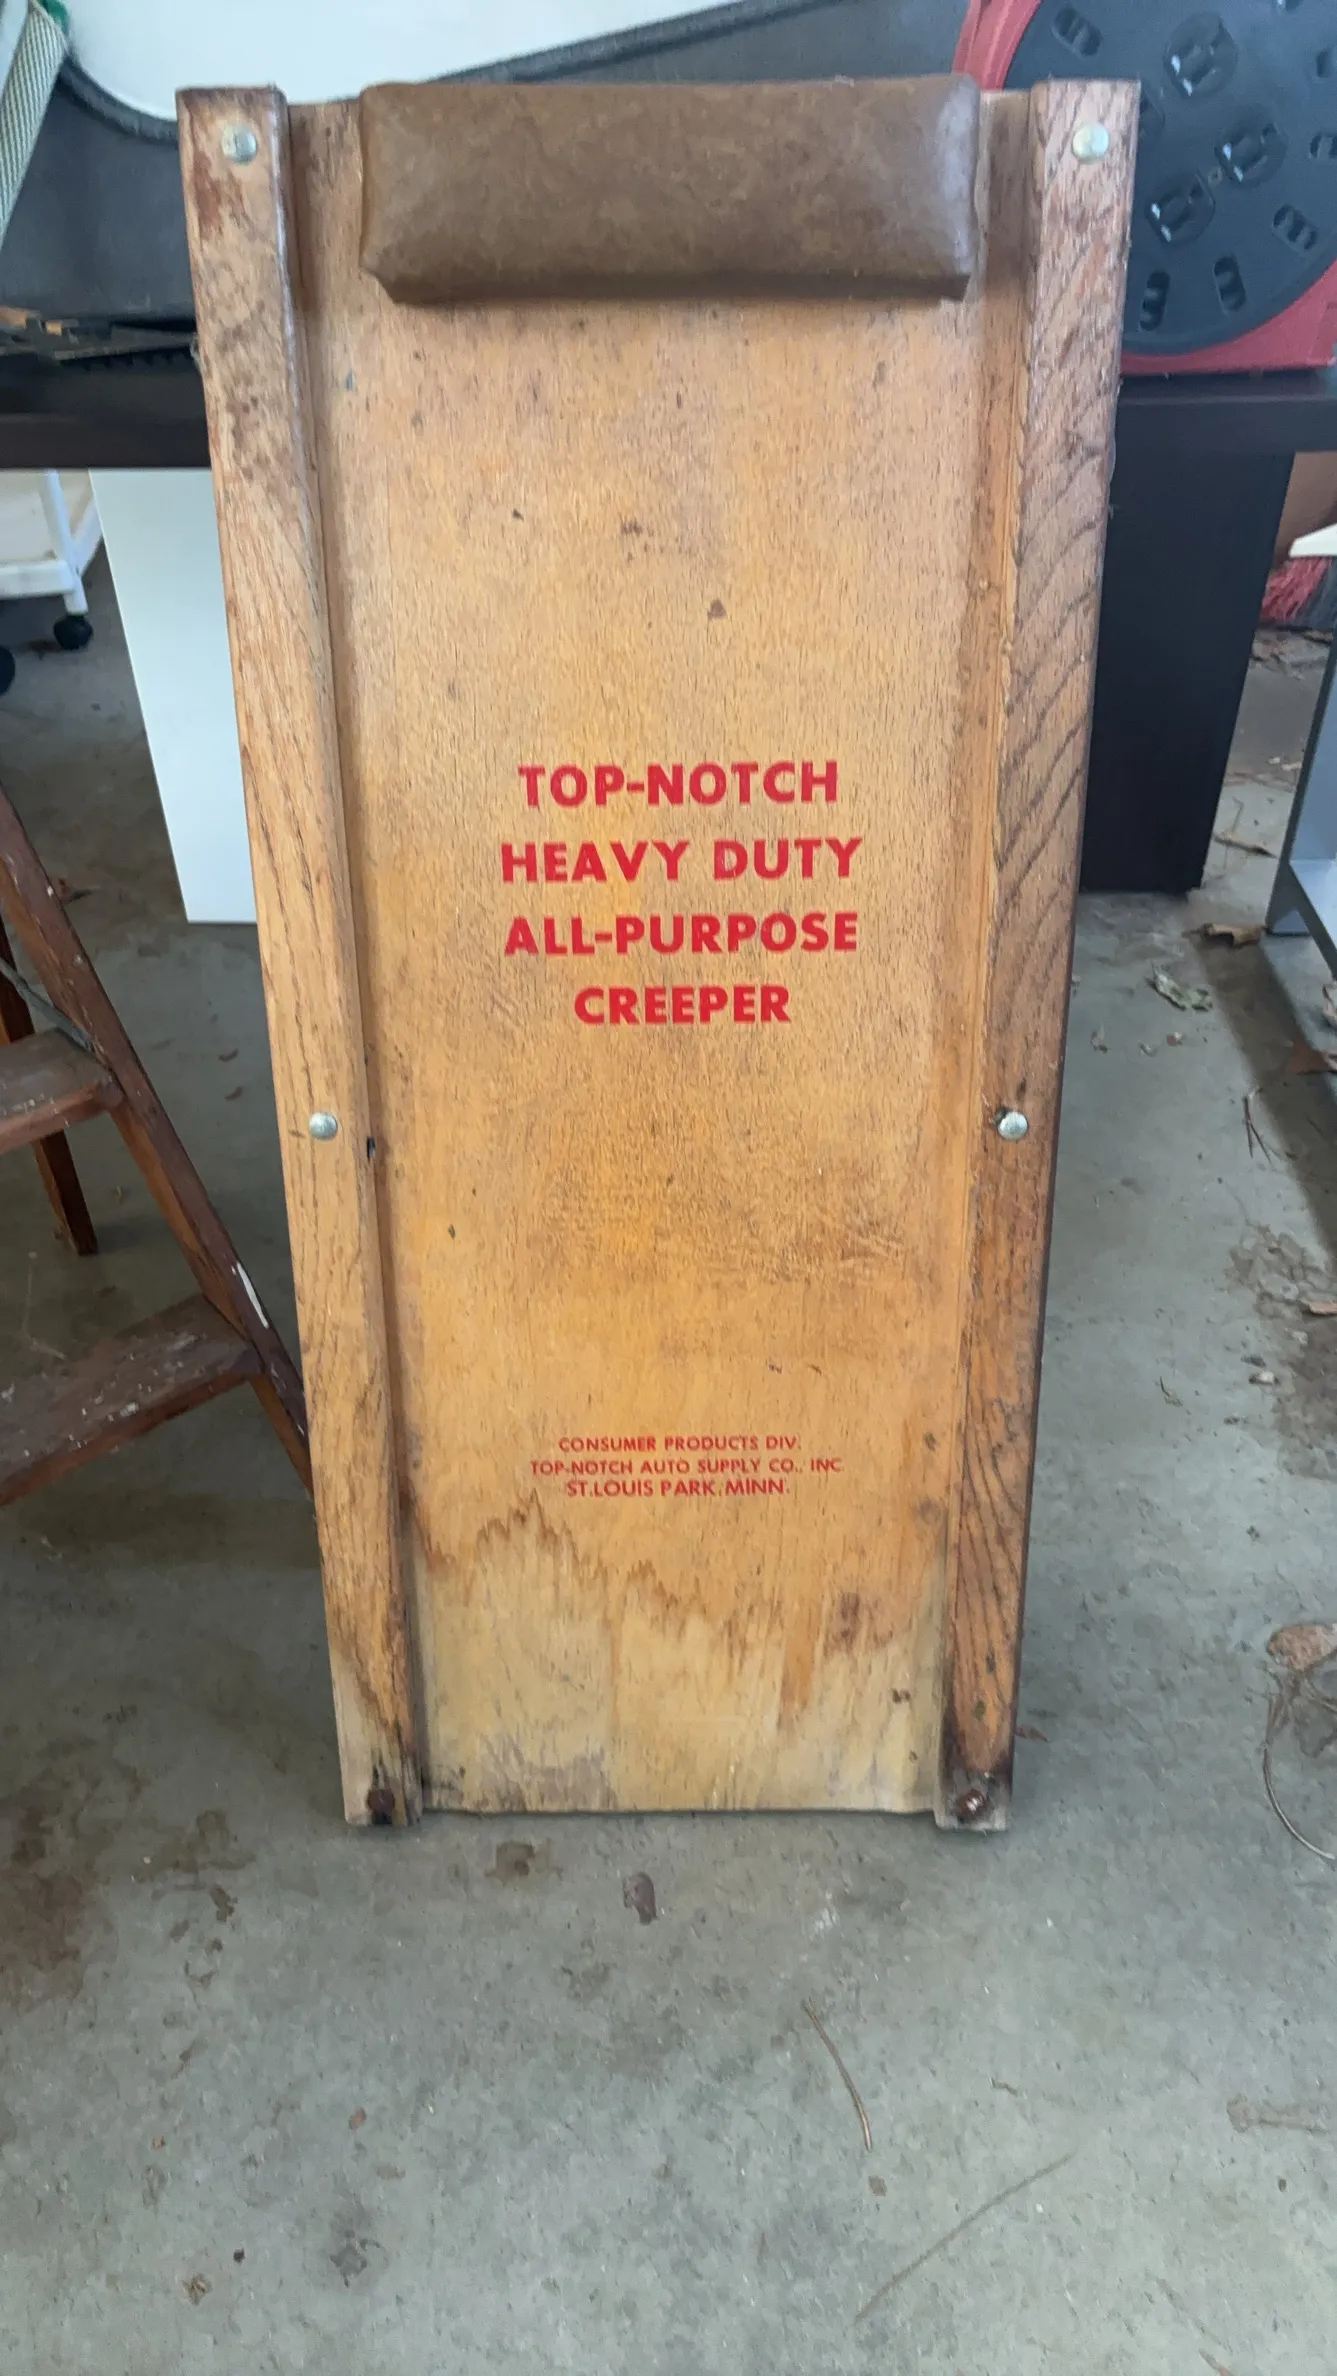 TOP-NOTCH
HEAVY DUTY
ALL-PURPOSE
CREEPER
CONSUMER PRODUCTS DIV.
TOP-NOTCH AUTO SUPPLY CO., INC.
ST. LOUIS PARK, MINN.